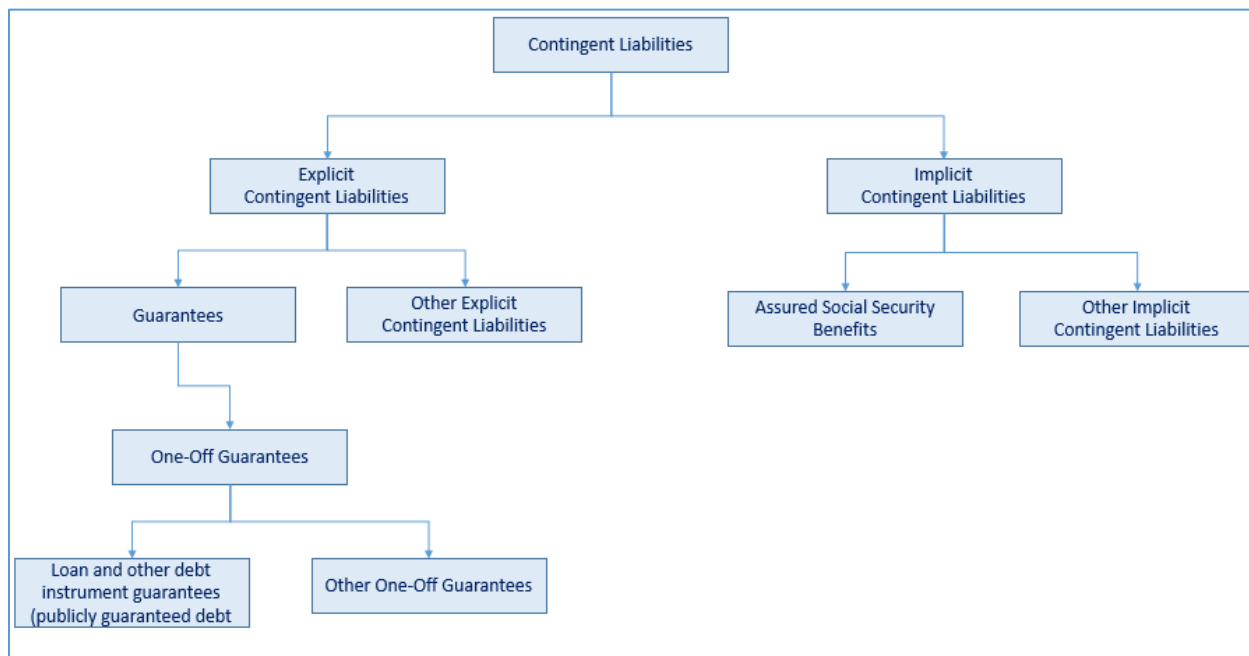 Contingent Liabilities
Explicit
Contingent Liabilities
Implicit
Contingent Liabilities
Guarantees
Other Explicit
Contingent Liabilities
Assured Social Security
Benefits
Other Implicit
Contingent Liabilities
One-Off Guarantees
Loan and other debt
instrument guarantees
(publicly guaranteed debt
Other One-Off Guarantees